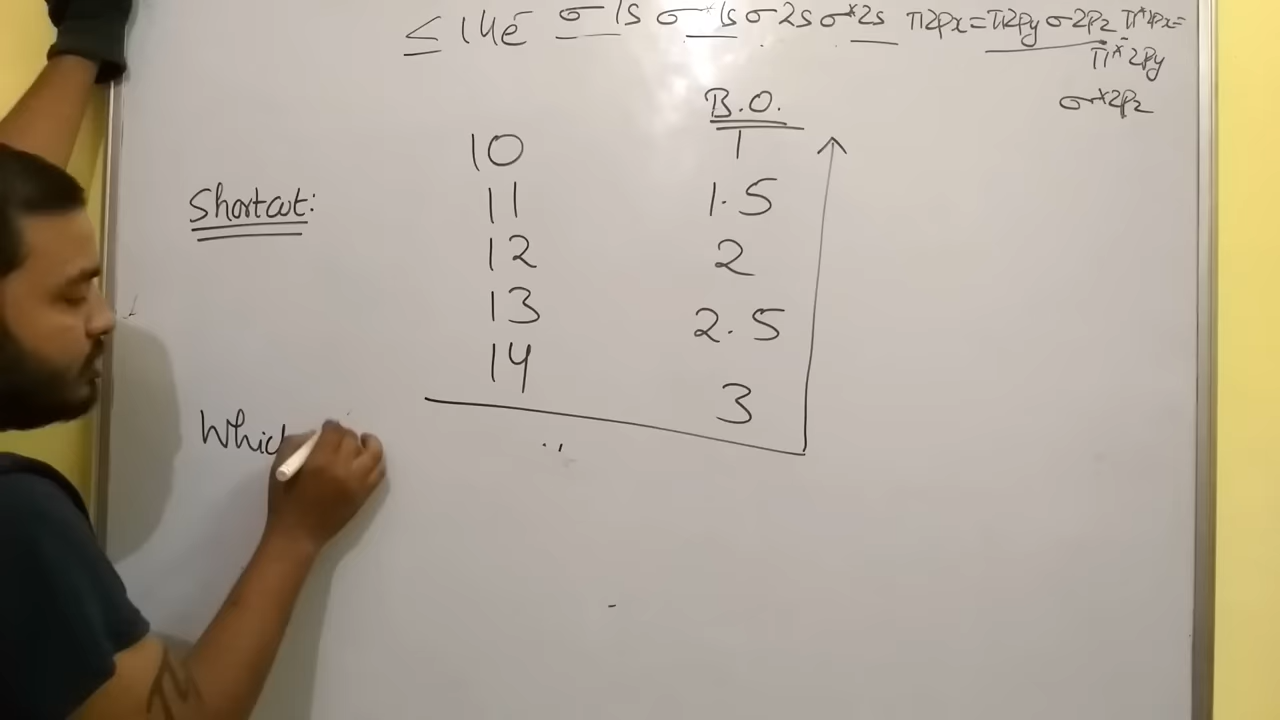 ≤ 14e⁻ σ1s σ*1s σ2s σ*2s π2px=π2py σ2pz π*2px=
π*2py
σ*2pz
B.O.
10 1
Shortcut:
11 1.5
12 2
13 2.5
14 3
Whic